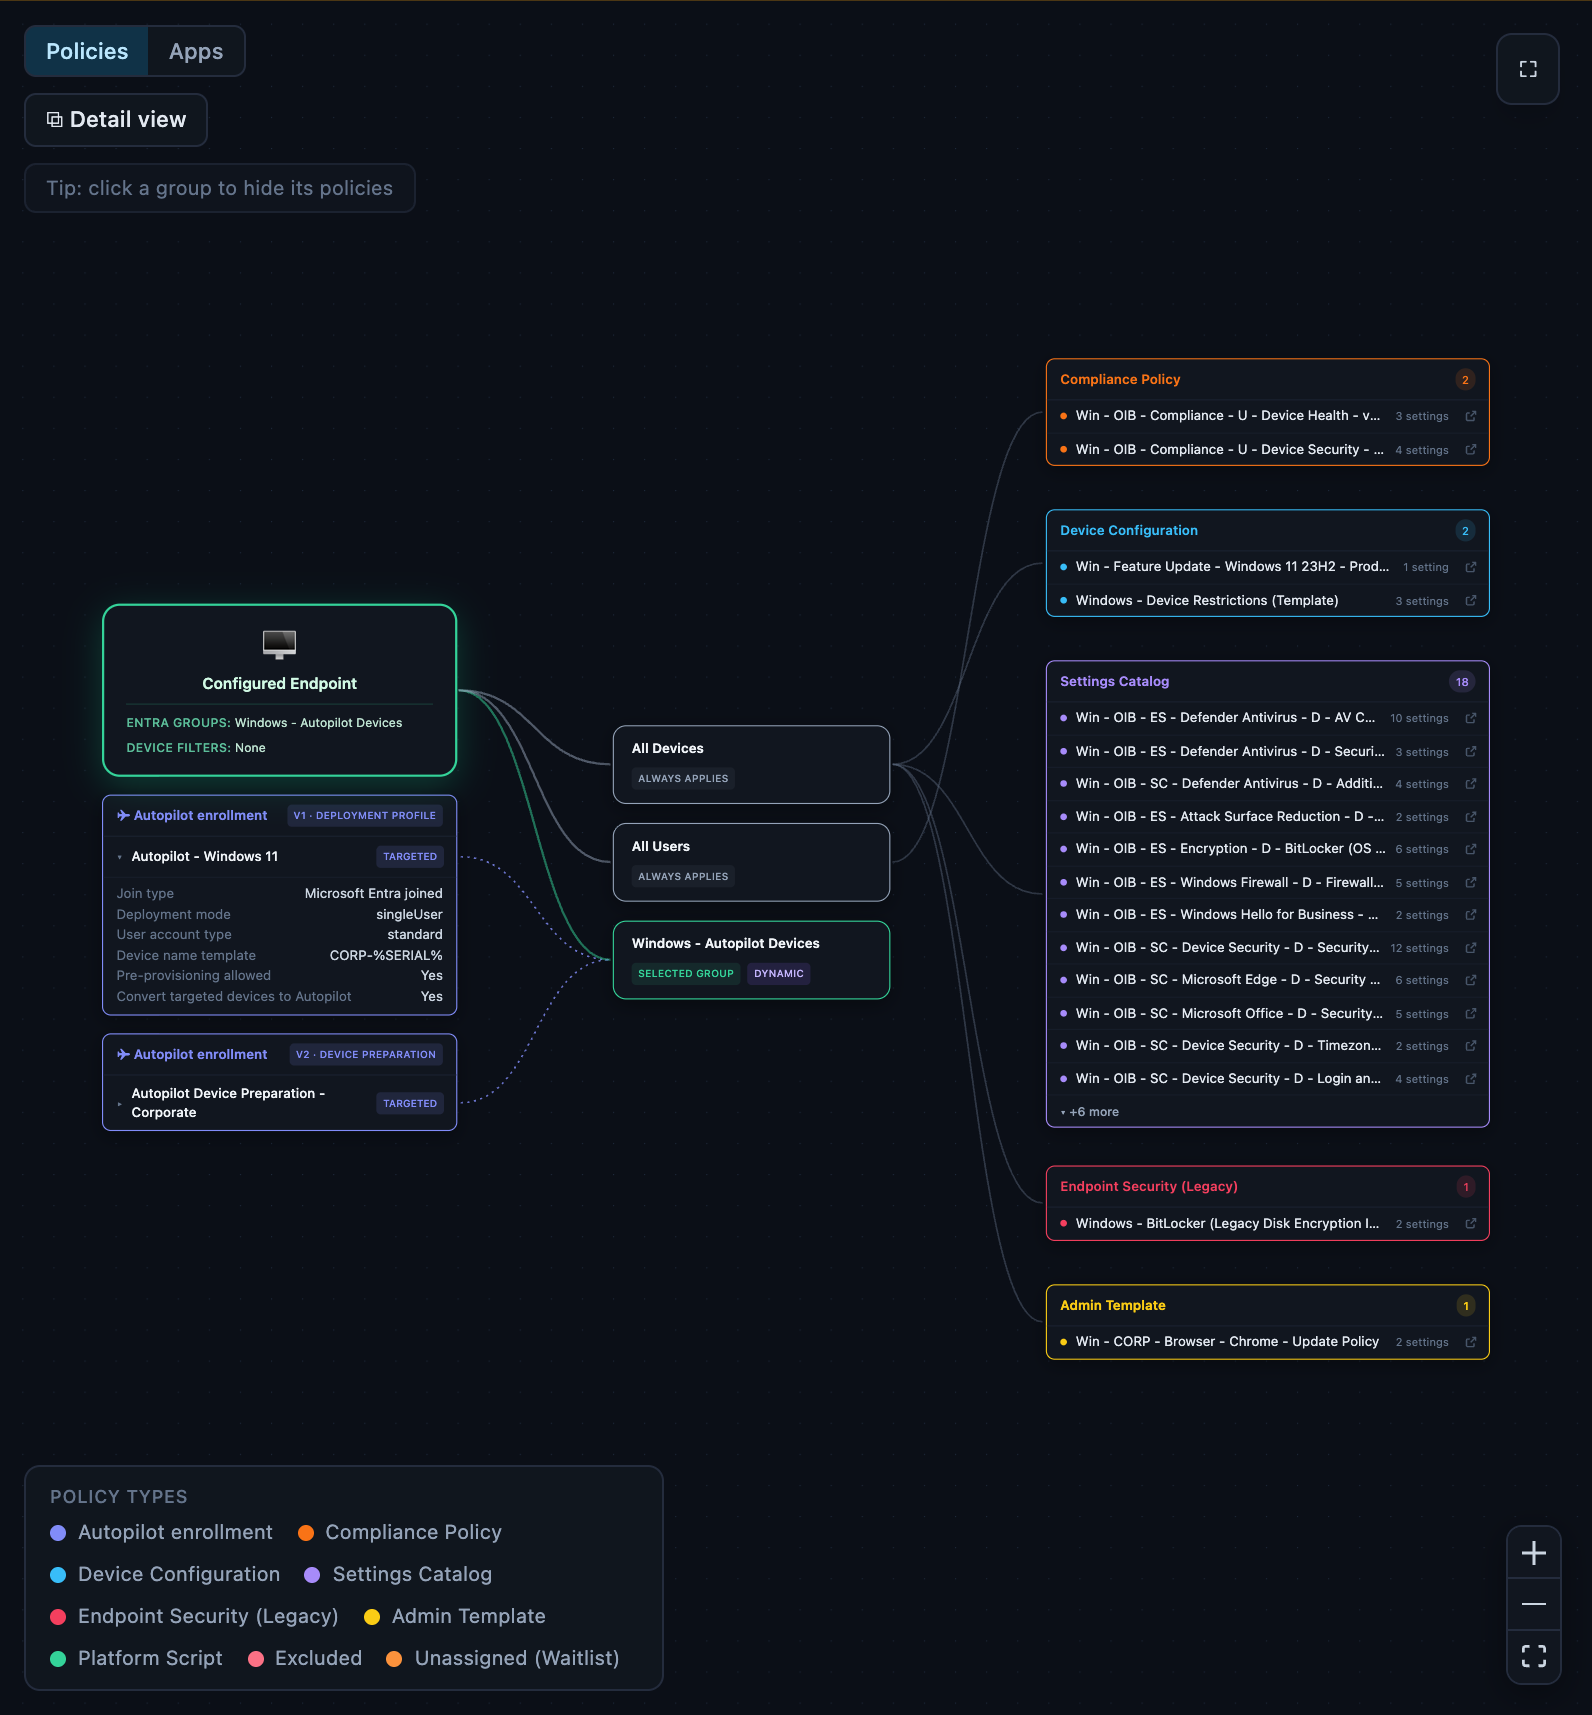 Policies
Apps
Detail view
Tip: click a group to hide its policies
Configured Endpoint
ENTRA GROUPS: Windows - Autopilot Devices
DEVICE FILTERS: None
Autopilot enrollment
V1 · DEPLOYMENT PROFILE
Autopilot - Windows 11
TARGETED
Join type Microsoft Entra joined
Deployment mode singleUser
User account type standard
Device name template CORP-%SERIAL%
Pre-provisioning allowed Yes
Convert targeted devices to Autopilot Yes
Autopilot enrollment
V2 · DEVICE PREPARATION
Autopilot Device Preparation -
Corporate
TARGETED
All Devices
ALWAYS APPLIES
All Users
ALWAYS APPLIES
Windows - Autopilot Devices
SELECTED GROUP
DYNAMIC
Compliance Policy 2
Win - OIB - Compliance - U - Device Health - v... 3 settings
Win - OIB - Compliance - U - Device Security - ... 4 settings
Device Configuration 2
Win - Feature Update - Windows 11 23H2 - Prod... 1 setting
Windows - Device Restrictions (Template) 3 settings
Settings Catalog 18
Win - OIB - ES - Defender Antivirus - D - AV C... 10 settings
Win - OIB - ES - Defender Antivirus - D - Securi... 3 settings
Win - OIB - SC - Defender Antivirus - D - Additi... 4 settings
Win - OIB - ES - Attack Surface Reduction - D -... 2 settings
Win - OIB - ES - Encryption - D - BitLocker (OS ... 6 settings
Win - OIB - ES - Windows Firewall - D - Firewall... 5 settings
Win - OIB - ES - Windows Hello for Business - ... 2 settings
Win - OIB - SC - Device Security - D - Security... 12 settings
Win - OIB - SC - Microsoft Edge - D - Security ... 6 settings
Win - OIB - SC - Microsoft Office - D - Security... 5 settings
Win - OIB - SC - Device Security - D - Timezon... 2 settings
Win - OIB - SC - Device Security - D - Login an... 4 settings
+6 more
Endpoint Security (Legacy) 1
Windows - BitLocker (Legacy Disk Encryption I... 2 settings
Admin Template 1
Win - CORP - Browser - Chrome - Update Policy 2 settings
POLICY TYPES
Autopilot enrollment Compliance Policy
Device Configuration Settings Catalog
Endpoint Security (Legacy) Admin Template
Platform Script Excluded Unassigned (Waitlist)